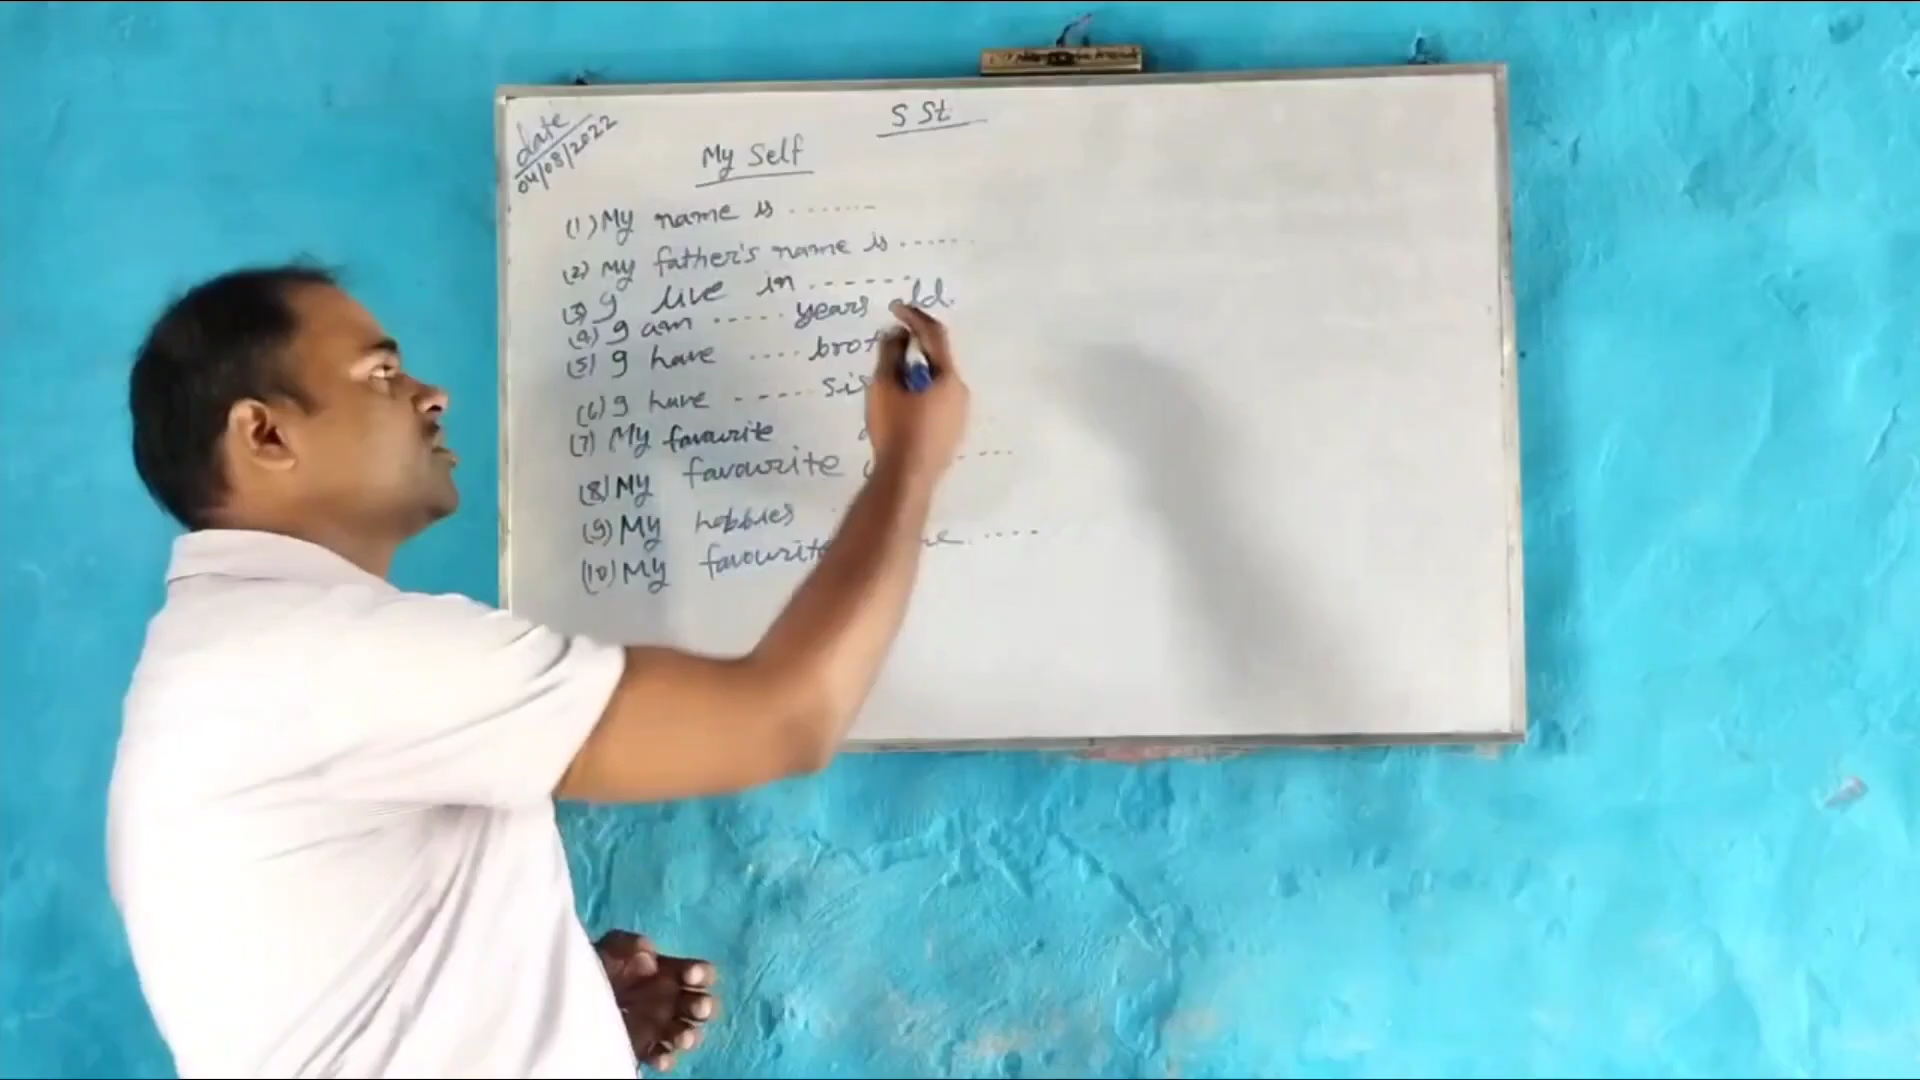 S St
date
04/08/2022
My Self
(1) My name is .......
(2) My father's name is ......
(3) I live in .......
(4) I am ..... years old.
(5) I have .... brot
(6) I have ..... sis
(7) My favourite
(8) My favourite ....
(9) My hobbies
(10) My favourite .....